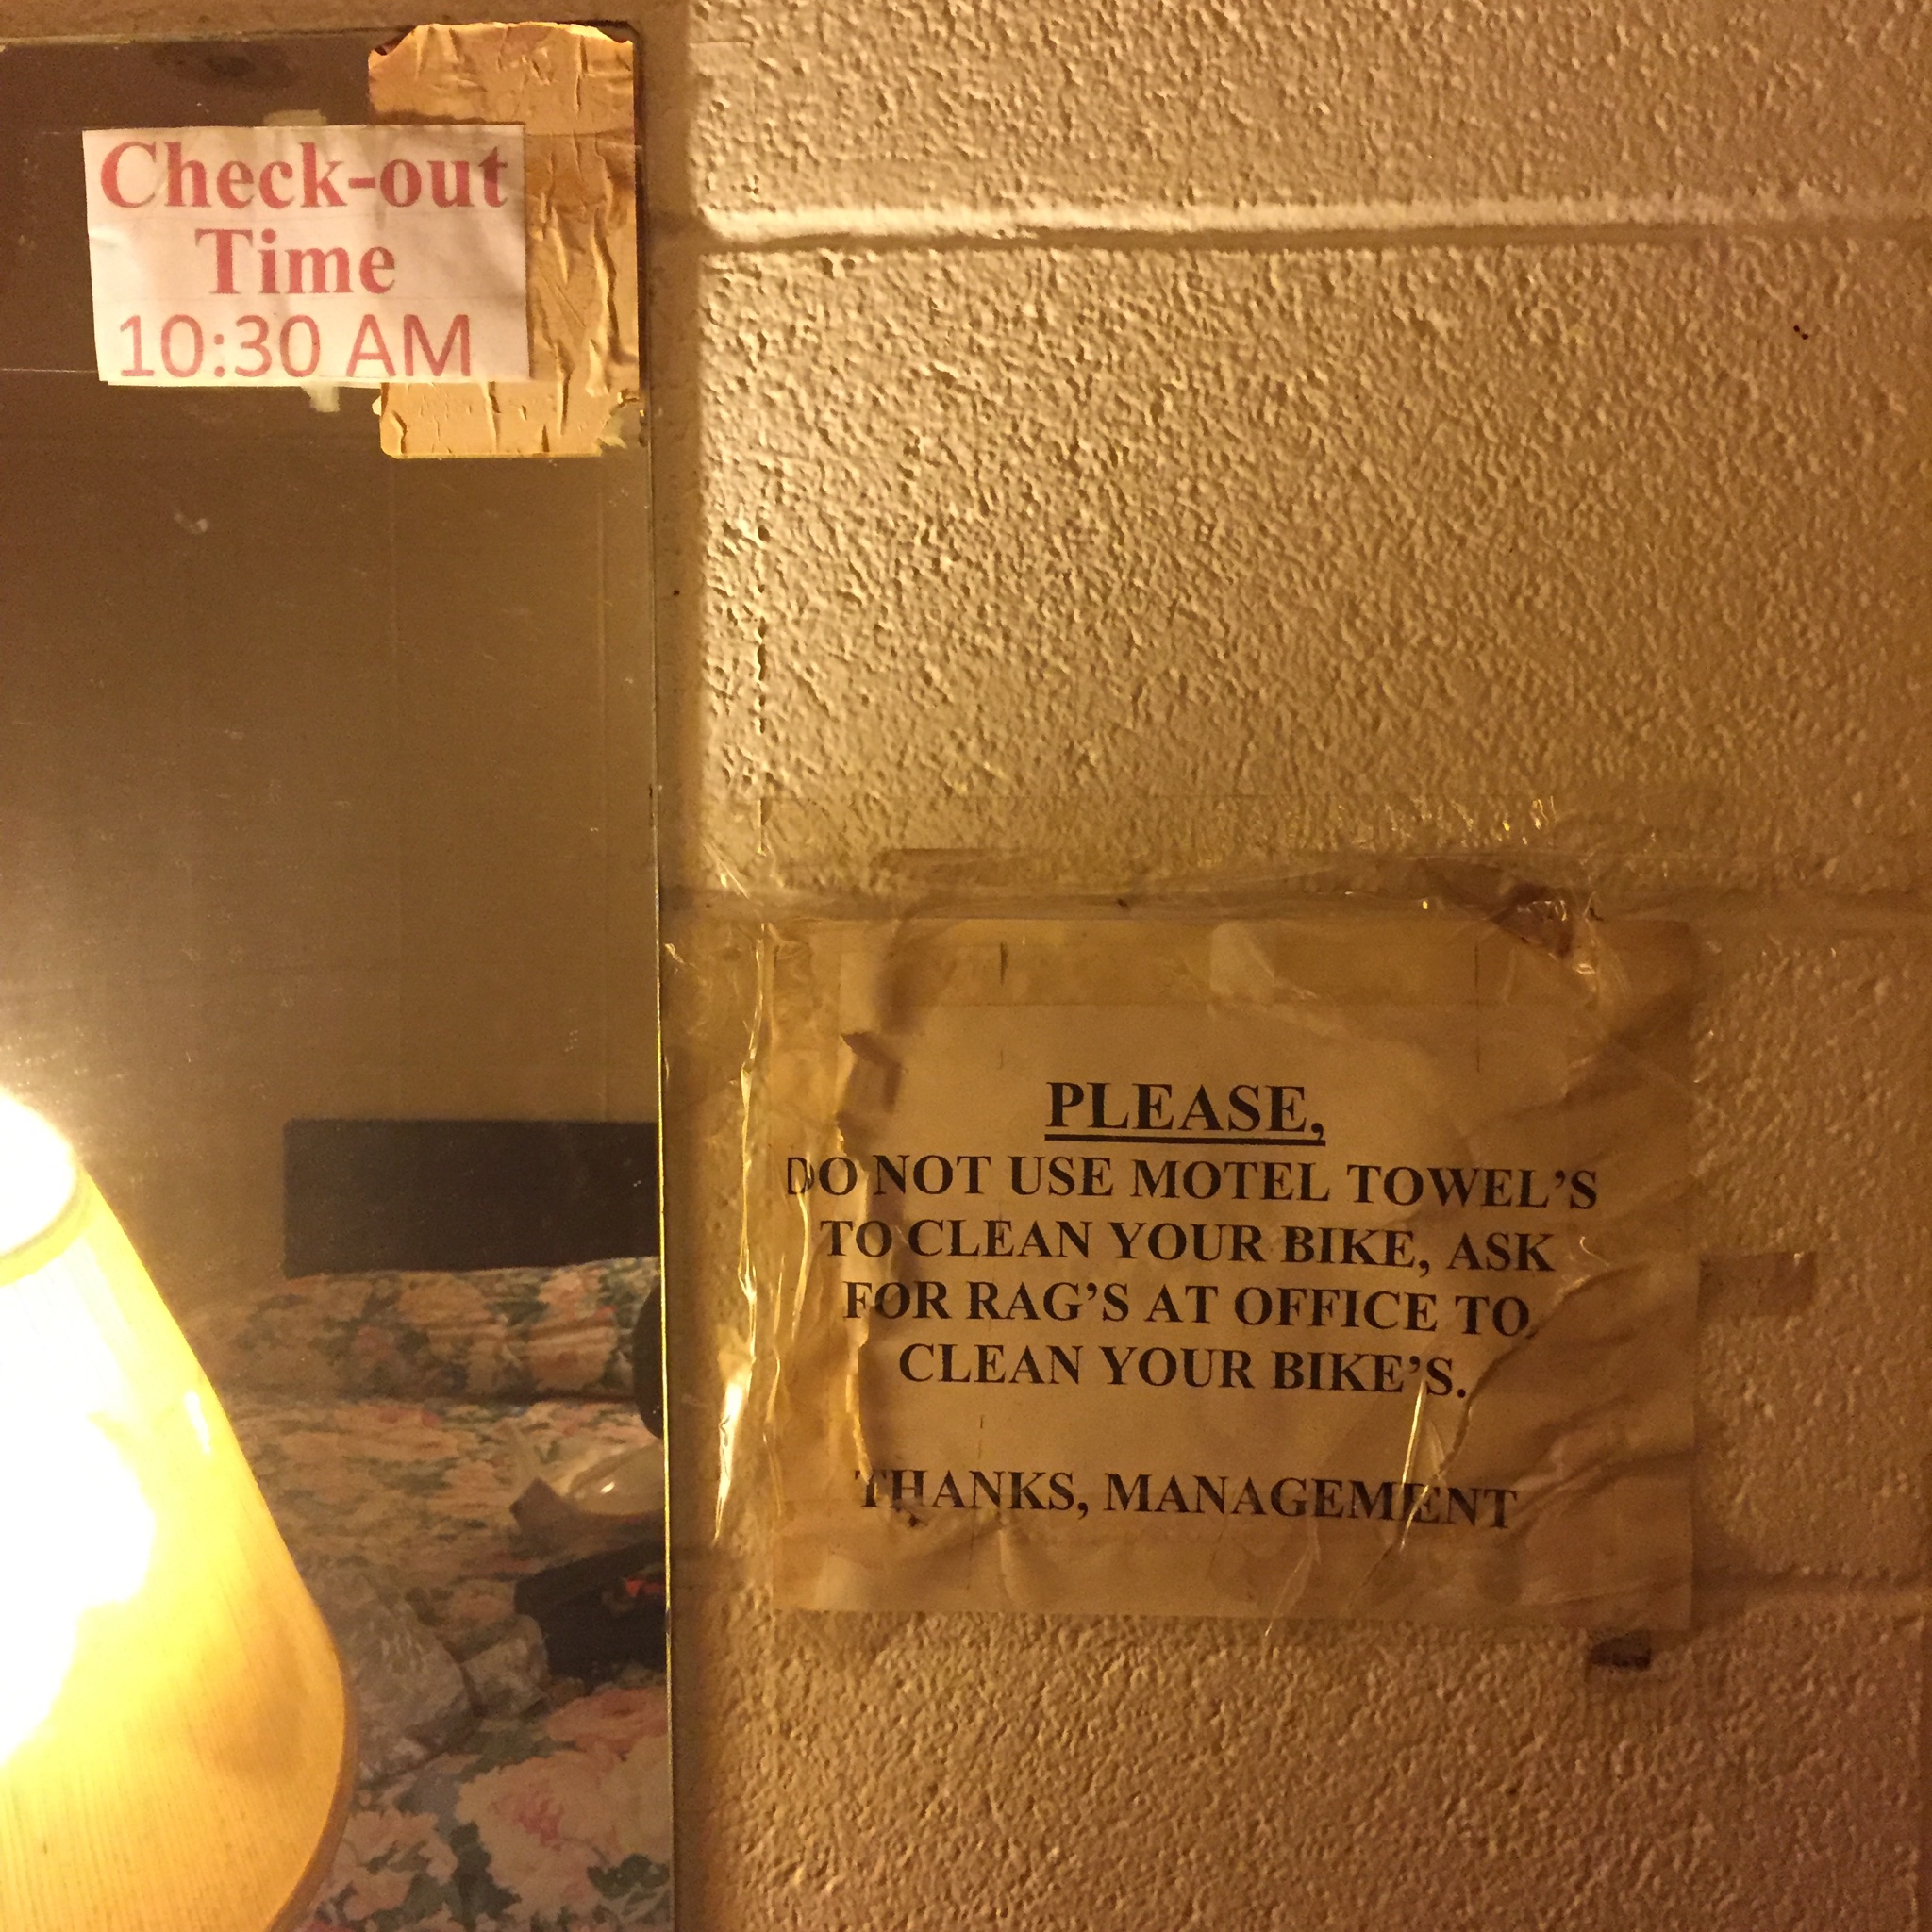 Check-out
Time
10:30 AM
PLEASE,
DO NOT USE MOTEL TOWEL'S
TO CLEAN YOUR BIKE, ASK
FOR RAG'S AT OFFICE TO
CLEAN YOUR BIKE'S.
THANKS, MANAGEMENT